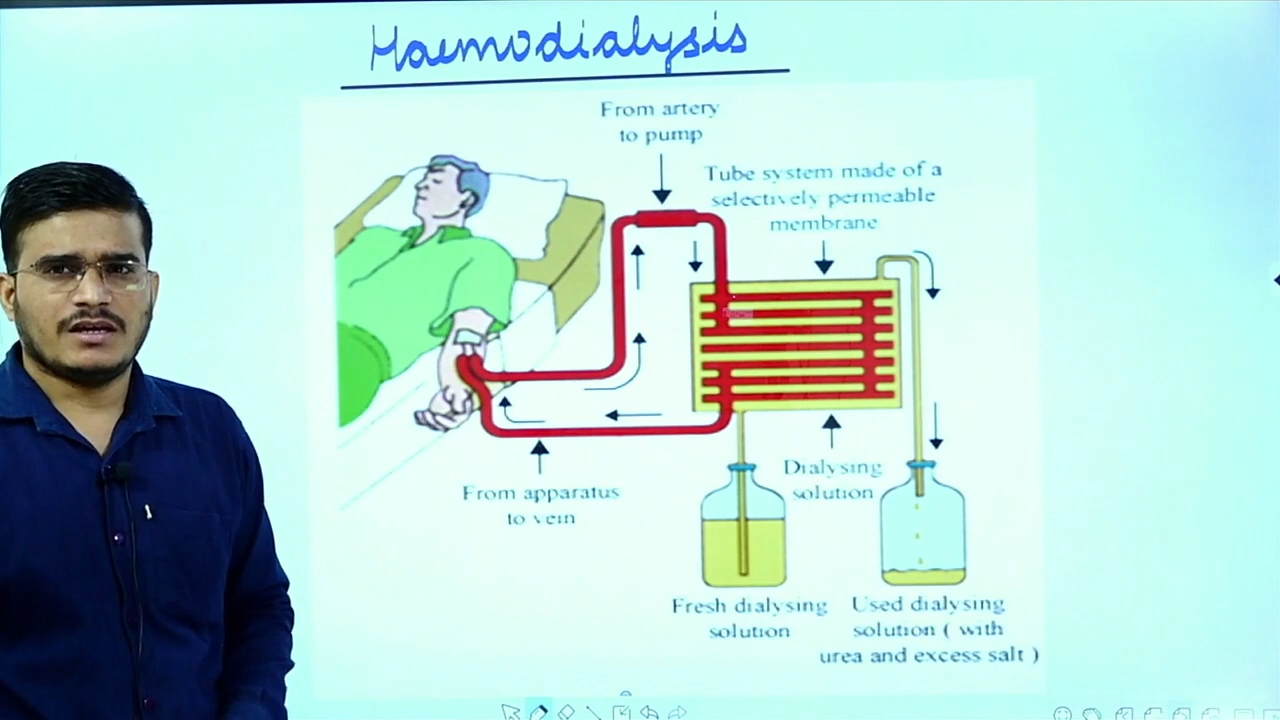 Haemodialysis
From artery
to pump
Tube system made of a
selectively permeable
membrane
From apparatus
to vein
Dialysing
solution
Fresh dialysing
solution
Used dialysing
solution ( with
urea and excess salt )